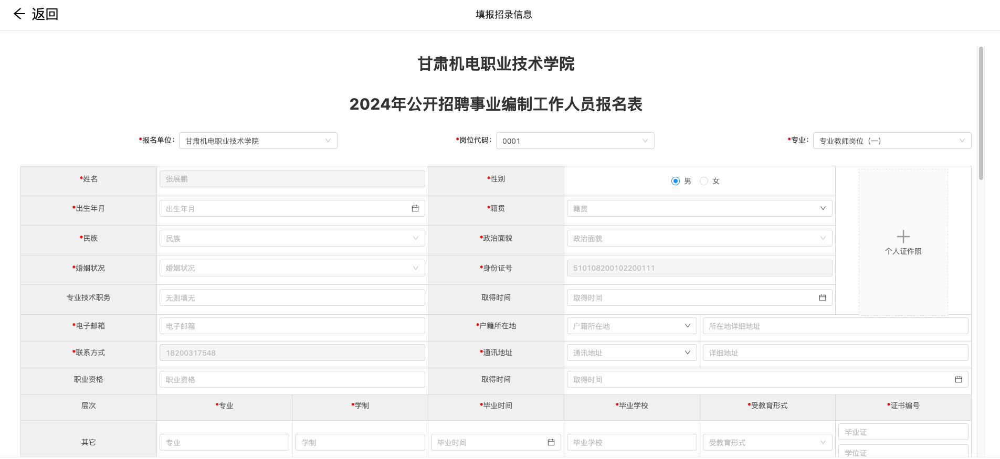 返回
填报招录信息
甘肃机电职业技术学院
2024年公开招聘事业编制工作人员报名表
*报名单位： 甘肃机电职业技术学院 *岗位代码： 0001 *专业： 专业教师岗位（一）
*姓名 张展鹏 *性别 男 女
*出生年月 出生年月 *籍贯 籍贯
*民族 民族 *政治面貌 政治面貌
个人证件照
*婚姻状况 婚姻状况 *身份证号 510108200102200111
专业技术职务 无则填无 取得时间 取得时间
*电子邮箱 电子邮箱 *户籍所在地 户籍所在地 所在地详细地址
*联系方式 18200317548 *通讯地址 通讯地址 详细地址
职业资格 职业资格 取得时间 取得时间
层次 *专业 *学制 *毕业时间 *毕业学校 *受教育形式 *证书编号
其它 专业 学制 毕业时间 毕业学校 受教育形式 毕业证
学位证